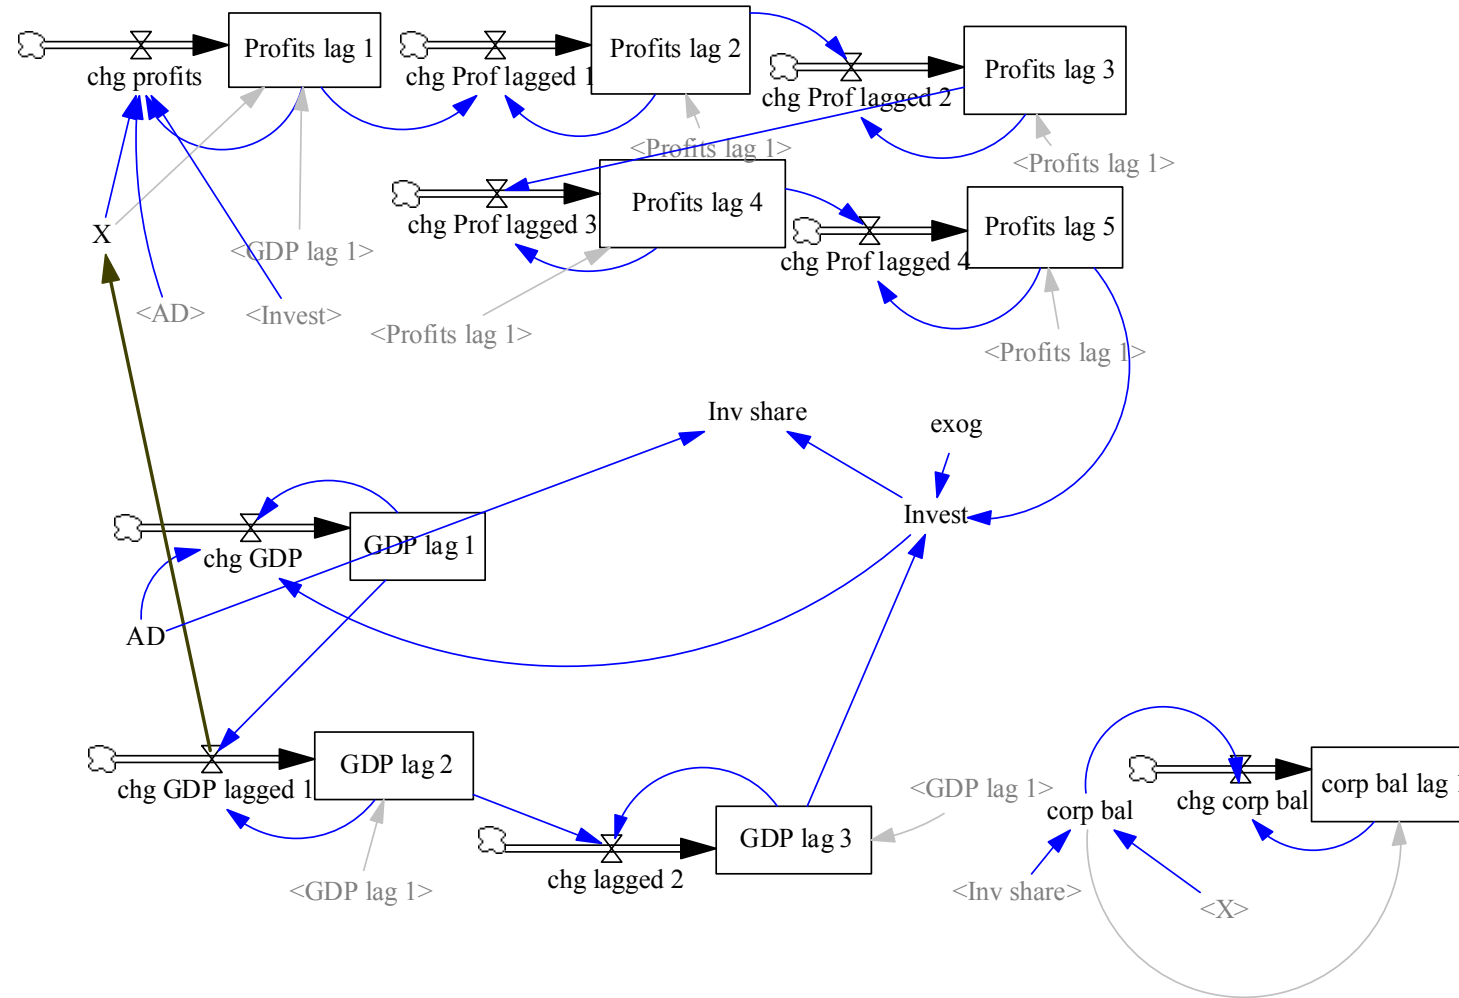 Profits lag 1
Profits lag 2
Profits lag 3
chg profits
chg Prof lagged 1
chg Prof lagged 2
<Profits lag 1>
<Profits lag 1>
Profits lag 4
Profits lag 5
chg Prof lagged 3
chg Prof lagged 4
X
<GDP lag 1>
<AD>
<Invest>
<Profits lag 1>
<Profits lag 1>
Inv share
exog
Invest
GDP lag 1
chg GDP
AD
GDP lag 2
chg GDP lagged 1
GDP lag 3
chg lagged 2
<GDP lag 1>
<GDP lag 1>
corp bal
chg corp bal
corp bal lag 1
<Inv share>
<X>